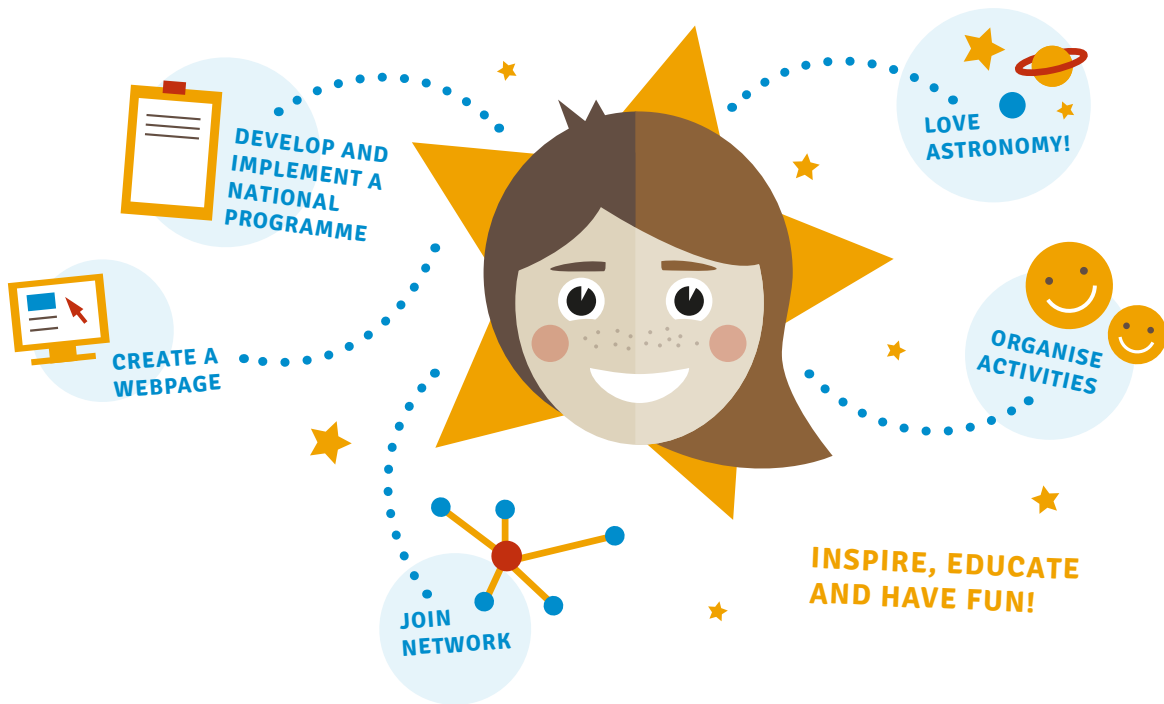 DEVELOP AND
IMPLEMENT A
NATIONAL
PROGRAMME
LOVE
ASTRONOMY!
CREATE A
WEBPAGE
ORGANISE
ACTIVITIES
JOIN
NETWORK
INSPIRE, EDUCATE
AND HAVE FUN!